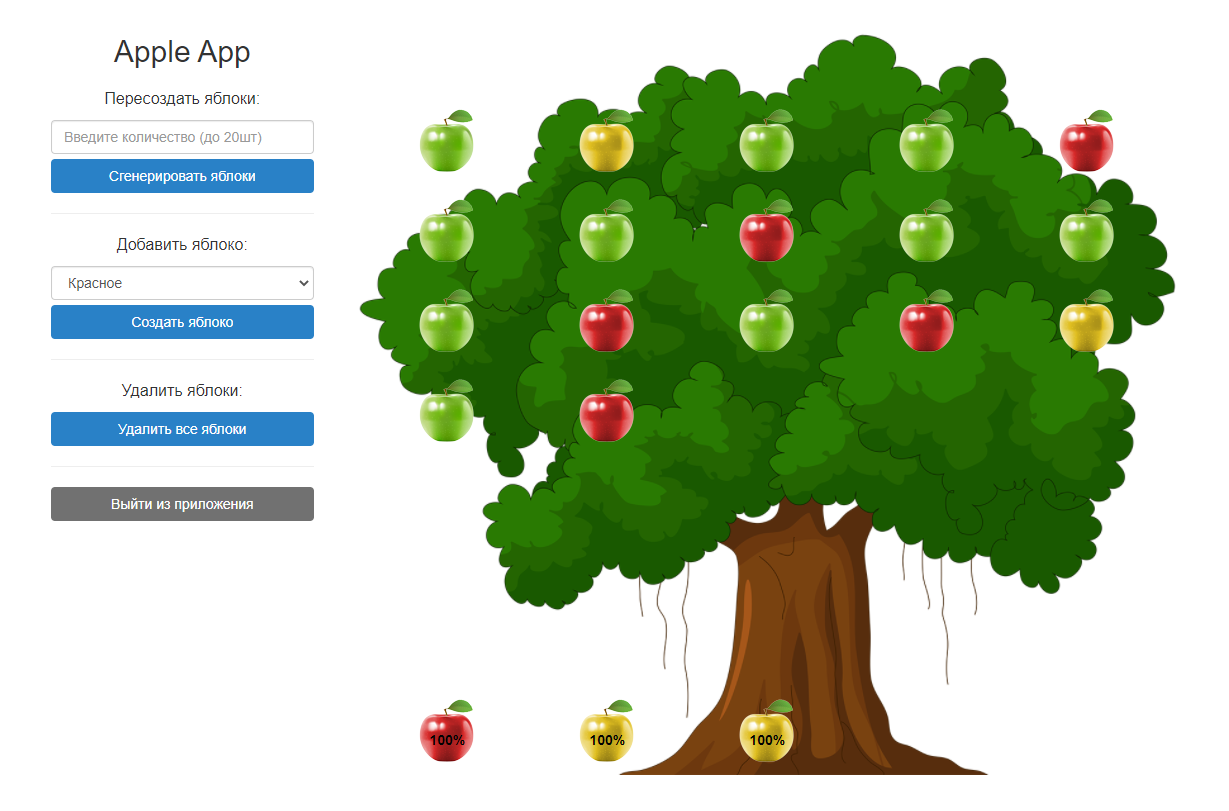 Apple App
Пересоздать яблоки:
Введите количество (до 20шт)
Сгенерировать яблоки
Добавить яблоко:
Красное
Создать яблоко
Удалить яблоки:
Удалить все яблоки
Выйти из приложения
100%
100%
100%